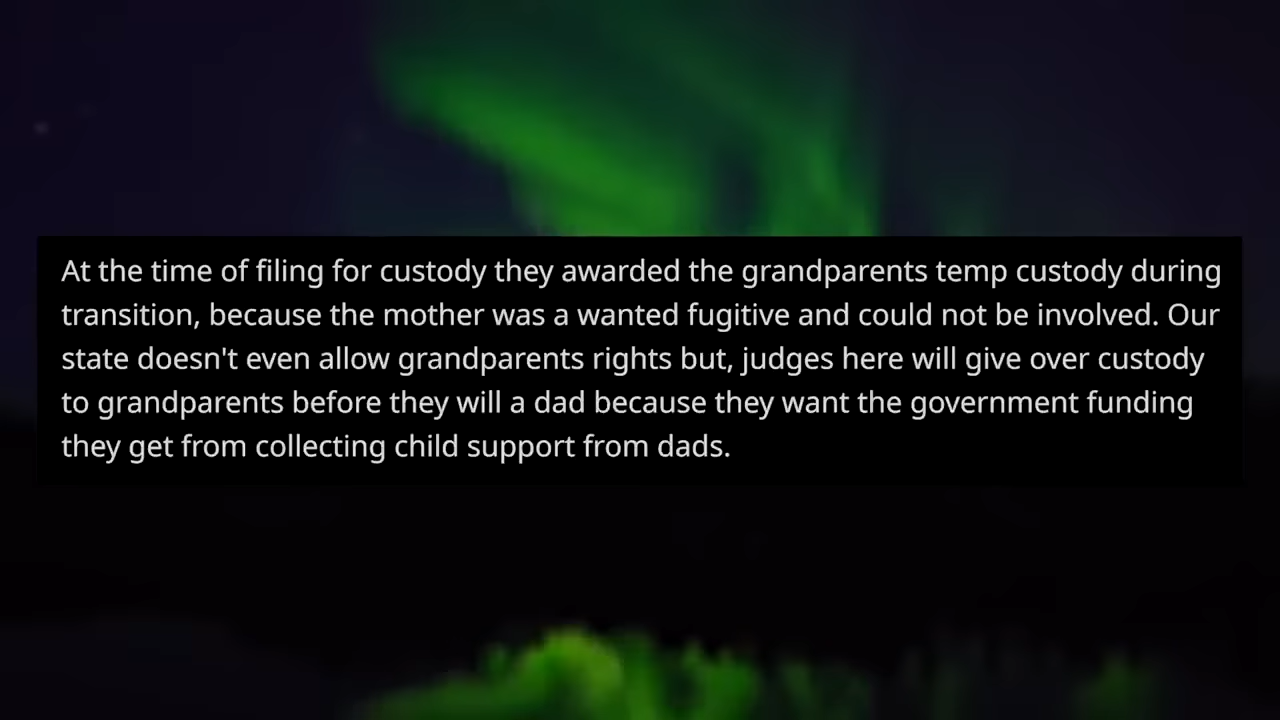 At the time of filing for custody they awarded the grandparents temp custody during
transition, because the mother was a wanted fugitive and could not be involved. Our
state doesn't even allow grandparents rights but, judges here will give over custody
to grandparents before they will a dad because they want the government funding
they get from collecting child support from dads.